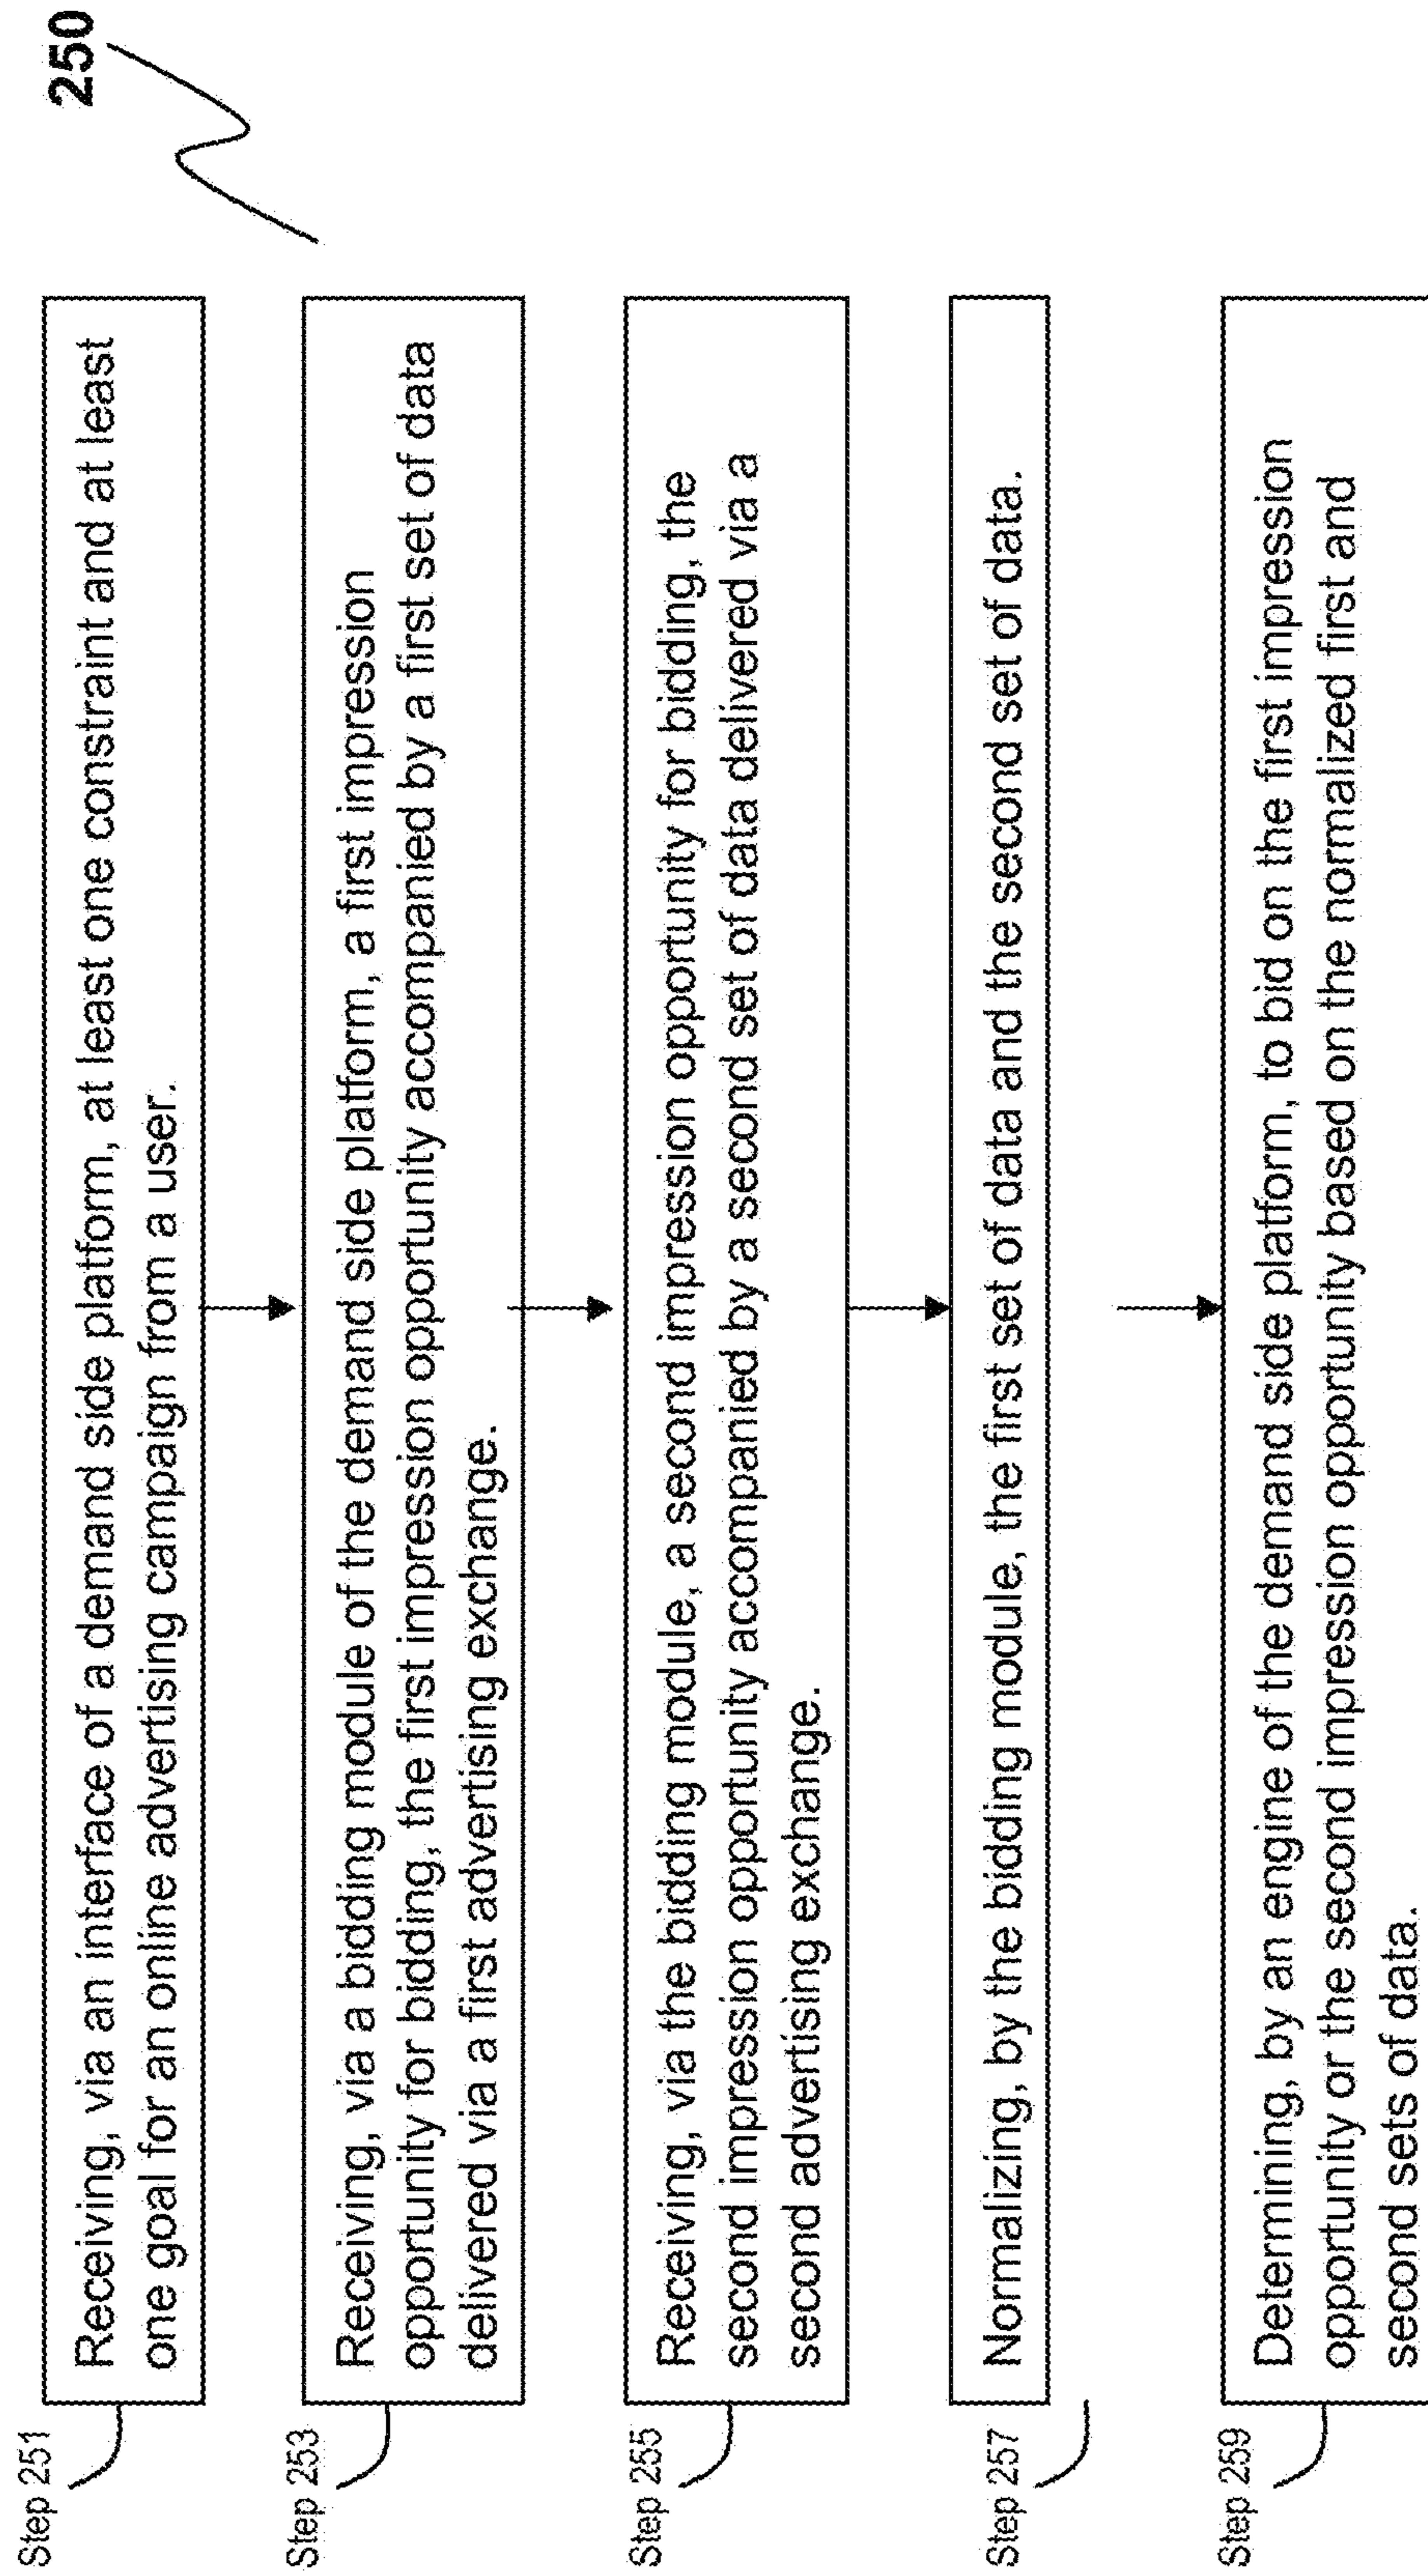 250
Step 251
Receiving, via an interface of a demand side platform, at least one constraint and at least
one goal for an online advertising campaign from a user.
Step 253
Receiving, via a bidding module of the demand side platform, a first impression
opportunity for bidding, the first impression opportunity accompanied by a first set of data
delivered via a first advertising exchange.
Step 255
Receiving, via the bidding module, a second impression opportunity for bidding, the
second impression opportunity accompanied by a second set of data delivered via a
second advertising exchange.
Step 257
Normalizing, by the bidding module, the first set of data and the second set of data.
Step 259
Determining, by an engine of the demand side platform, to bid on the first impression
opportunity or the second impression opportunity based on the normalized first and
second sets of data.